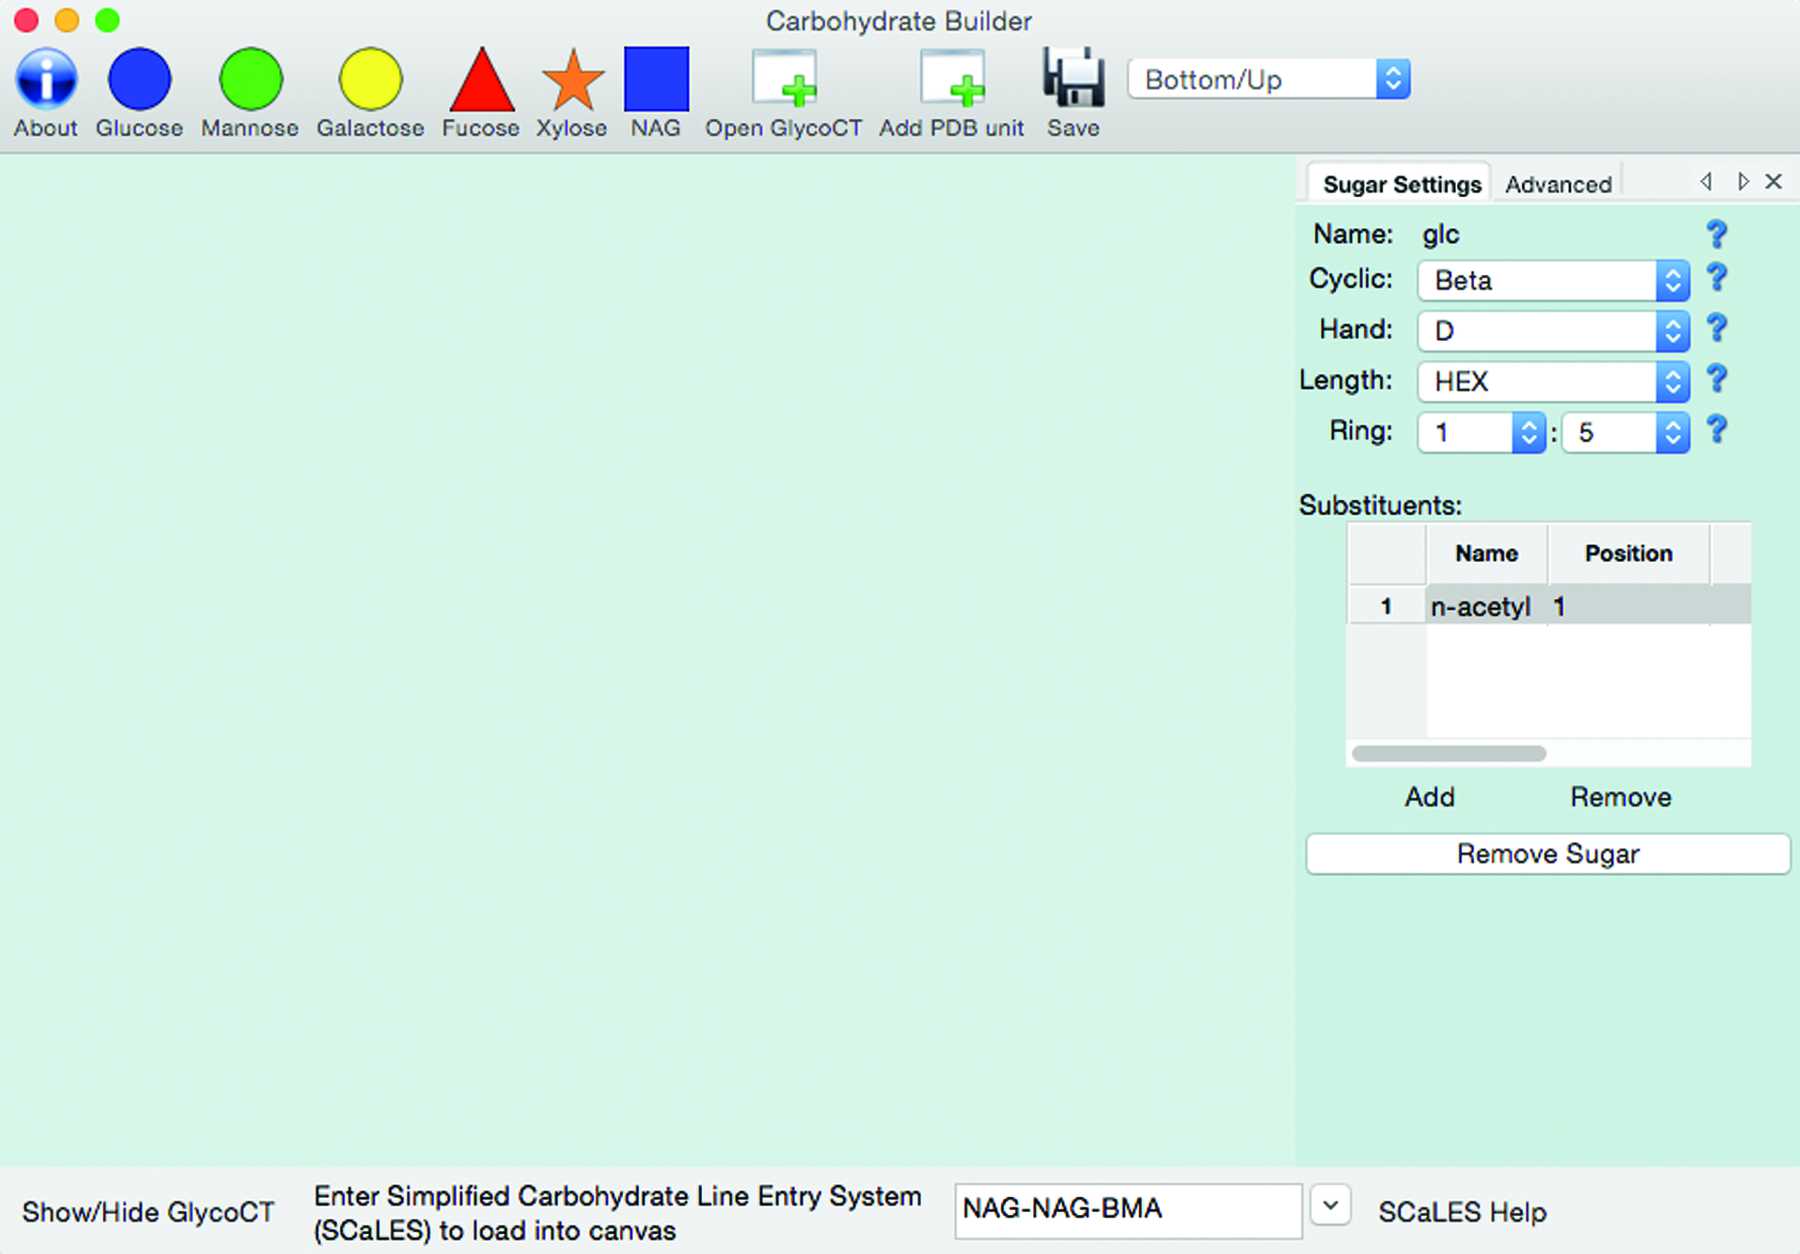 Carbohydrate Builder
Bottom/Up
About Glucose Mannose Galactose Fucose Xylose NAG Open GlycoCT Add PDB unit Save
Sugar Settings Advanced
Name: glc ?
Cyclic: Beta ?
Hand: D ?
Length: HEX ?
Ring: 1 : 5 ?
Substituents:
Name Position
1 n-acetyl 1
Add Remove
Remove Sugar
Show/Hide GlycoCT
Enter Simplified Carbohydrate Line Entry System
(SCaLES) to load into canvas
NAG-NAG-BMA
SCaLES Help